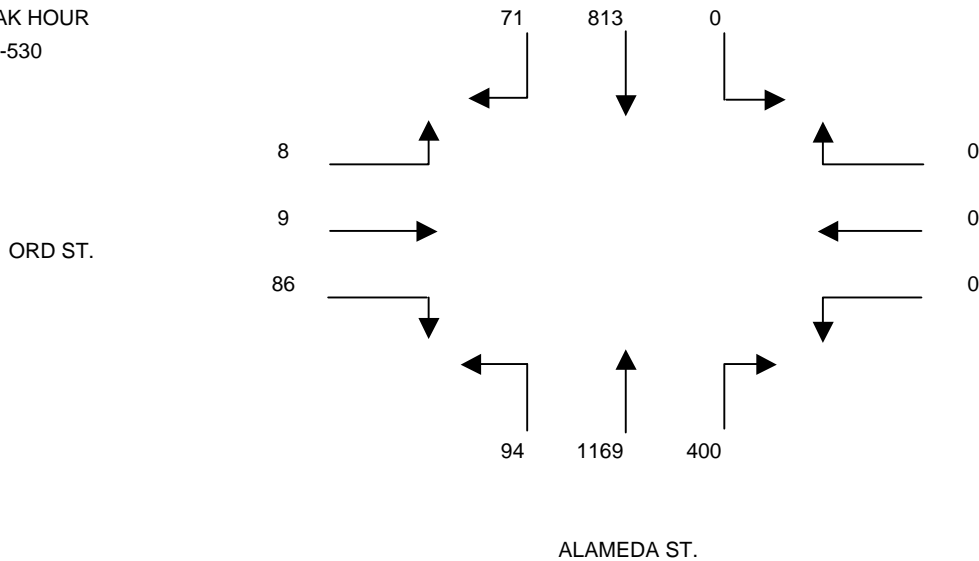 AK HOUR
-530
71 813 0
8 0
9 0
ORD ST.
86 0
94 1169 400
ALAMEDA ST.